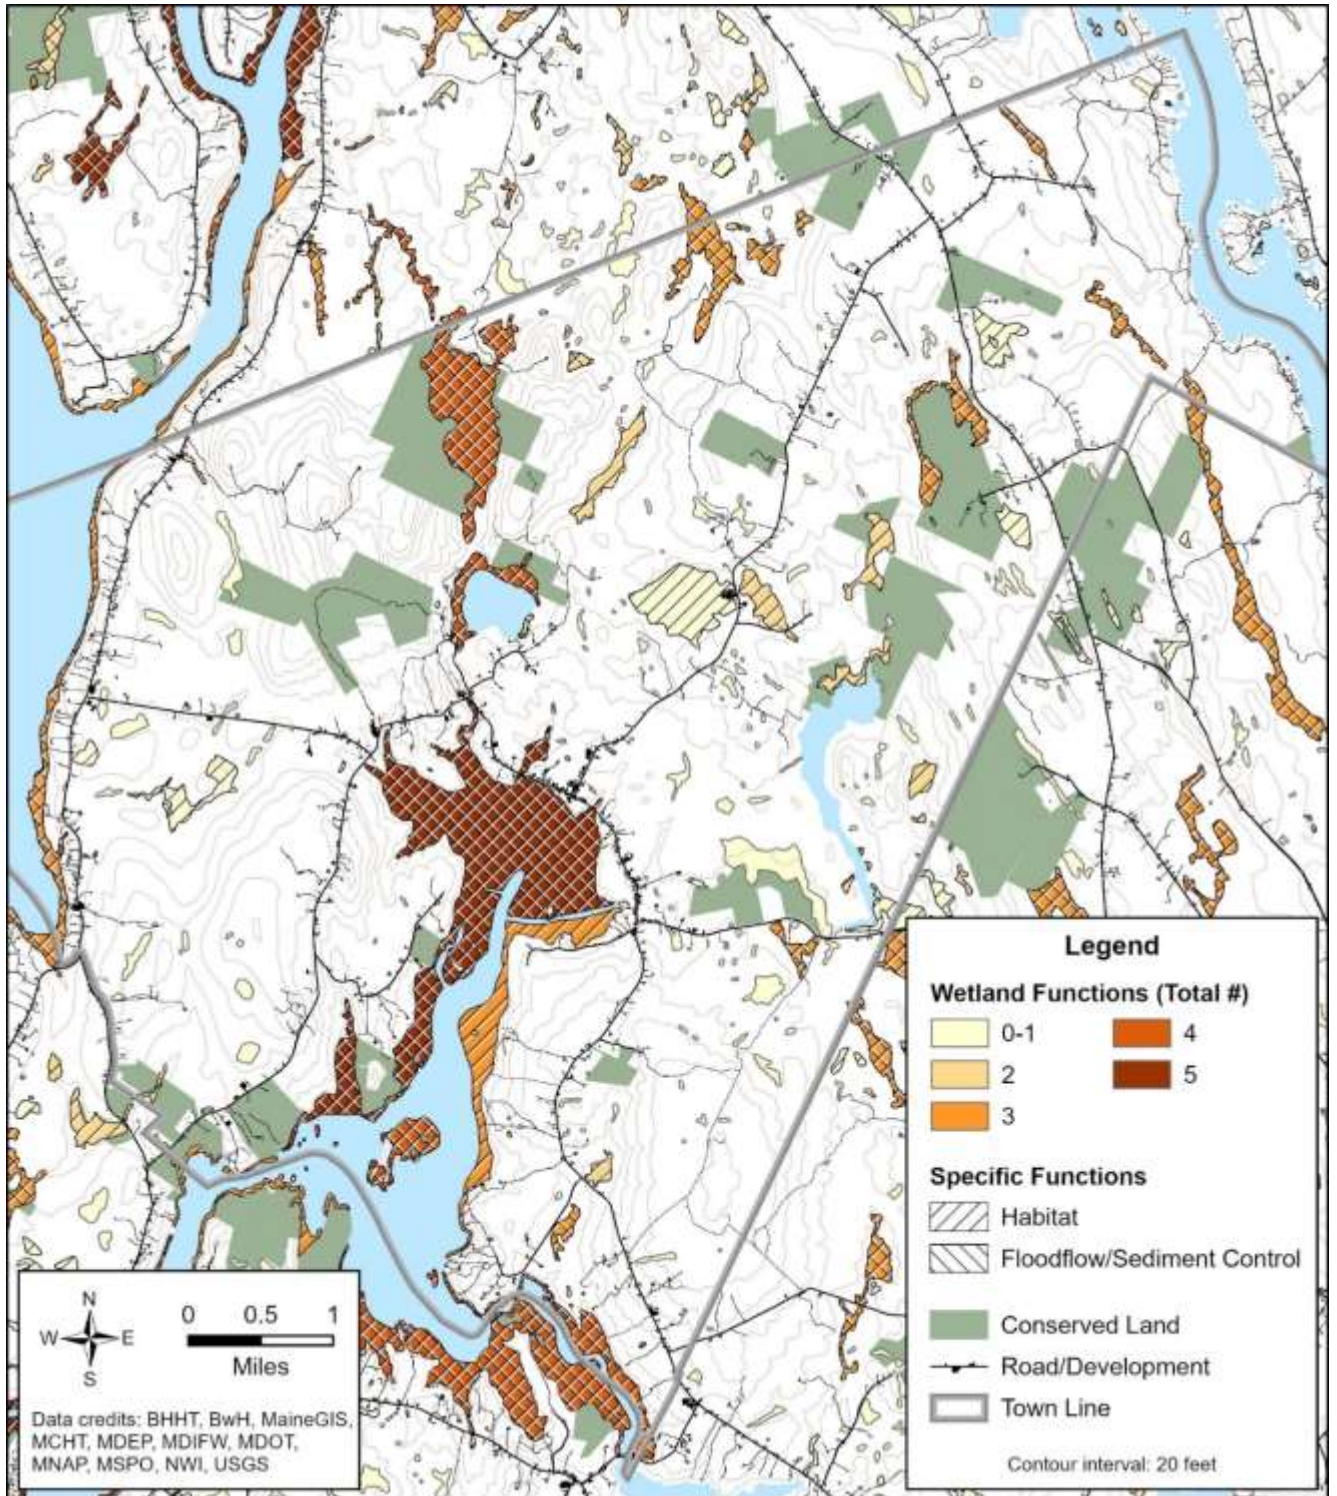 Legend
Wetland Functions (Total #)
0-1
4
2
5
3
Specific Functions
Habitat
Floodflow/Sediment Control
Conserved Land
Road/Development
Town Line
Contour interval: 20 feet
N
W E
S
0 0.5 1
Miles
Data credits: BHHT, BwH, MaineGIS,
MCHT, MDEP, MDIFW, MDOT,
MNAP, MSPO, NWI, USGS